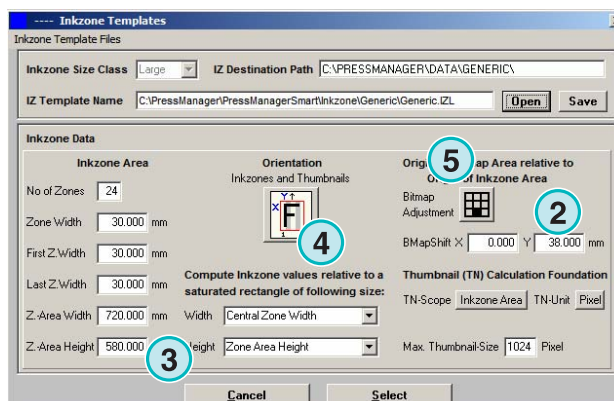 ---- Inkzone Templates
Inkzone Template Files
Inkzone Size Class Large IZ Destination Path C:\PRESSMANAGER\DATA\GENERIC\
IZ Template Name C:\PressManager\PressManagerSmart\Inkzone\Generic\Generic.IZL Open Save
Inkzone Data
Inkzone Area
No of Zones 24
Zone Width 30.000 mm
First Z.Width 30.000 mm
Last Z.Width 30.000 mm
Z.-Area Width 720.000 mm
Z.-Area Height 580.000 3
Orientation
Inkzones and Thumbnails
Y
X F
1
4
Compute Inkzone values relative to a
saturated rectangle of following size:
Width Central Zone Width
Zone Area Height
5
Area relative to
of Inkzone Area
Bitmap
Adjustment
2
BMapShift X 0.000 Y 38.000 mm
Thumbnail (TN) Calculation Foundation
TN-Scope Inkzone Area TN-Unit Pixel
Max. Thumbnail-Size 1024 Pixel
Cancel Select